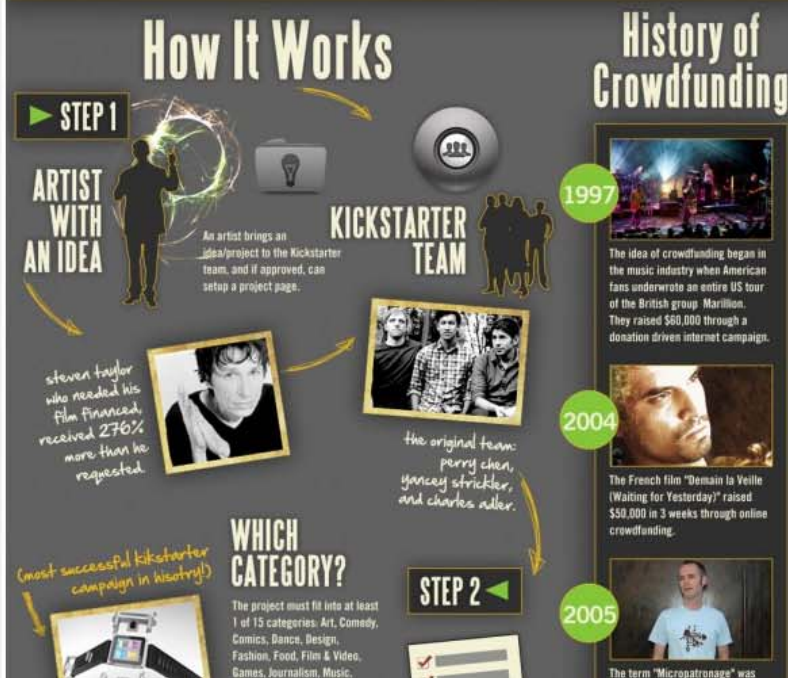 How It Works
STEP 1
ARTIST
WITH
AN IDEA
An artist brings an
idea/project to the Kickstarter
team, and if approved, can
setup a project page.
KICKSTARTER
TEAM
steven taylor
who needed his
film financed,
received 276%
more than he
requested.
the original team:
perry chen,
yancey strickler,
and charles adler.
(most successful kikstarter
campaign in hisotry!)
WHICH
CATEGORY?
The project must fit into at least
1 of 15 categories: Art, Comedy,
Comics, Dance, Design,
Fashion, Food, Film & Video,
Games, Journalism, Music,
STEP 2
History of
Crowdfunding
1997
The idea of crowdfunding began in
the music industry when American
fans underwrote an entire US tour
of the British group Marillion.
They raised $60,000 through a
donation driven internet campaign.
2004
The French film "Demain la Veille
(Waiting for Yesterday)" raised
$50,000 in 3 weeks through online
crowdfunding.
2005
The term "Micropatronage" was